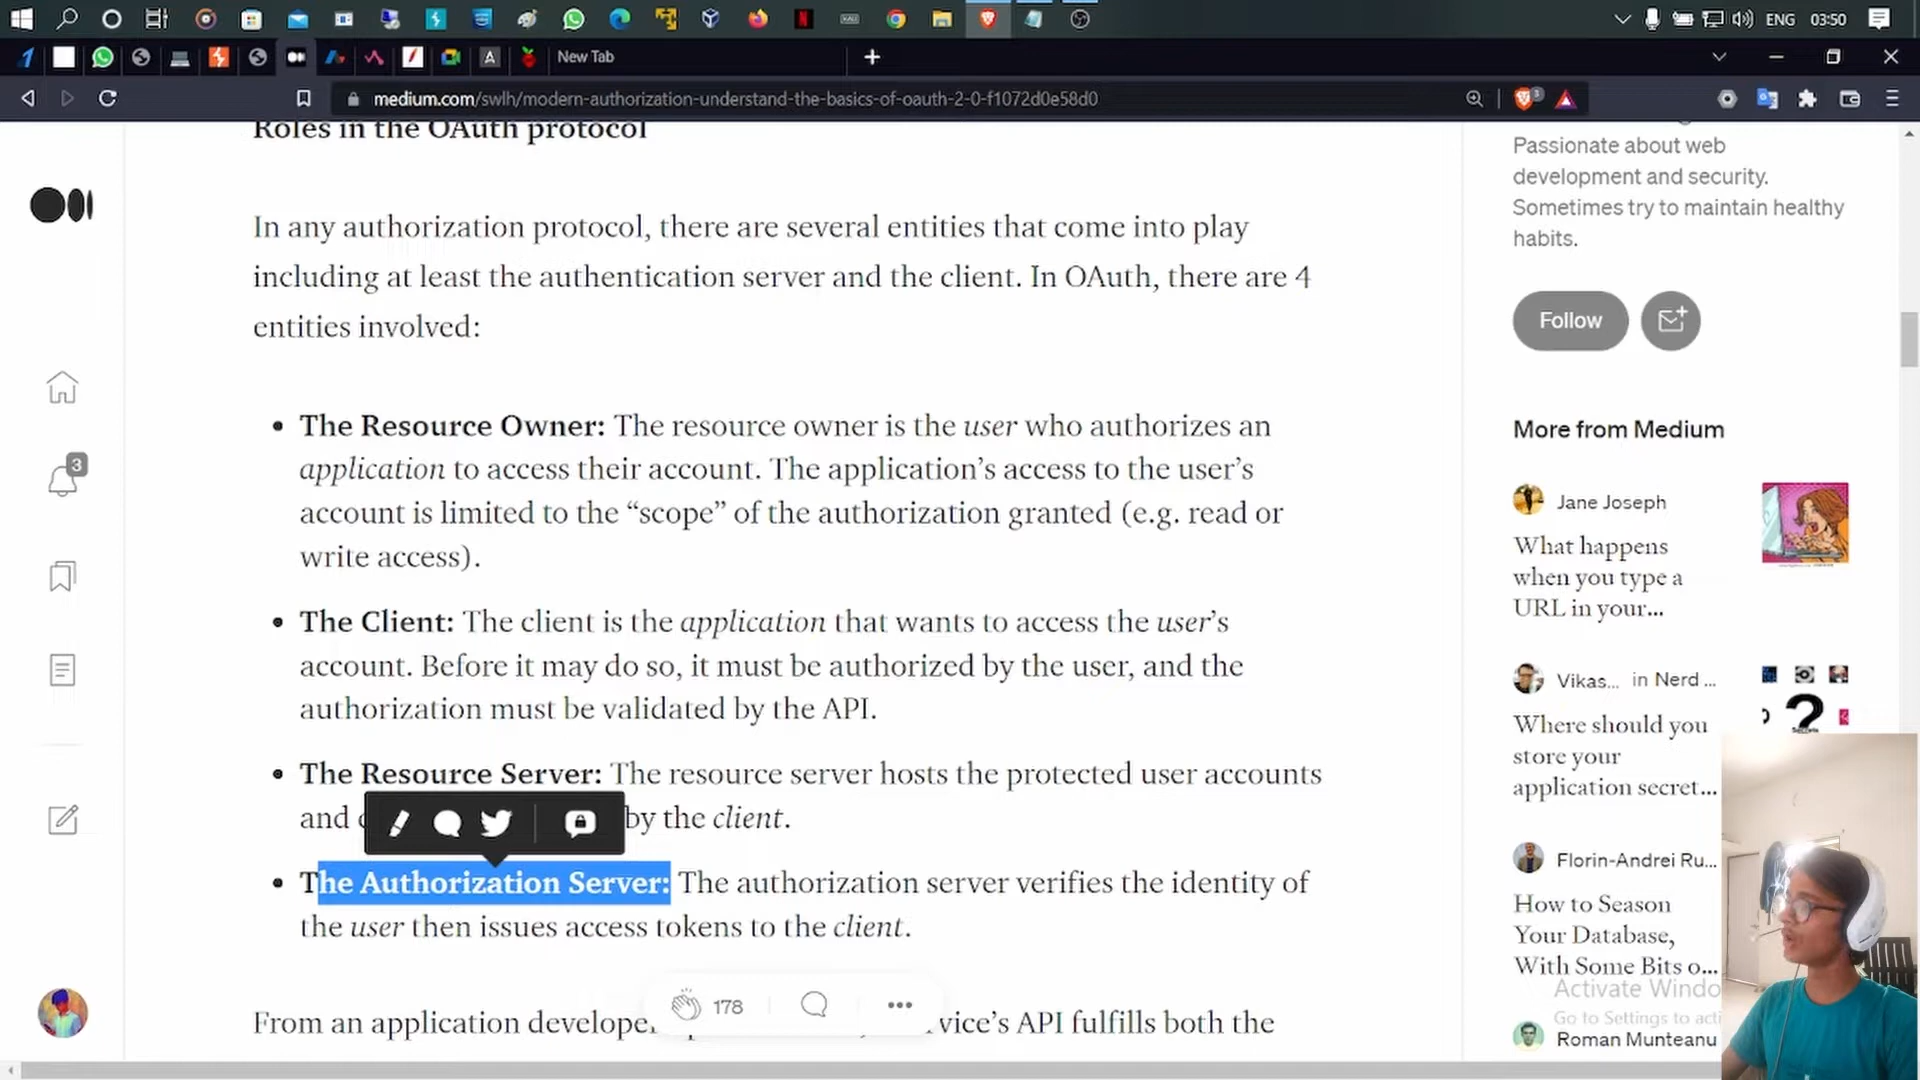 ENG 03:50
New Tab
medium.com/swlh/modern-authorization-understand-the-basics-of-oauth-2-0-f1072d0e58d0
Roles in the OAuth protocol
In any authorization protocol, there are several entities that come into play
including at least the authentication server and the client. In OAuth, there are 4
entities involved:
• The Resource Owner: The resource owner is the user who authorizes an
application to access their account. The application’s access to the user’s
account is limited to the “scope” of the authorization granted (e.g. read or
write access).
• The Client: The client is the application that wants to access the user’s
account. Before it may do so, it must be authorized by the user, and the
authorization must be validated by the API.
• The Resource Server: The resource server hosts the protected user accounts
and by the client.
• The Authorization Server: The authorization server verifies the identity of
the user then issues access tokens to the client.
178
From an application develope vice’s API fulfills both the
3
Passionate about web
development and security.
Sometimes try to maintain healthy
habits.
Follow
More from Medium
Jane Joseph
What happens
when you type a
URL in your...
Vikas... in Nerd ...
Where should you
store your
application secret...
Florin-Andrei Ru...
How to Season
Your Database,
With Some Bits o...
Activate Windo
Go to Settings to acti
Roman Munteanu